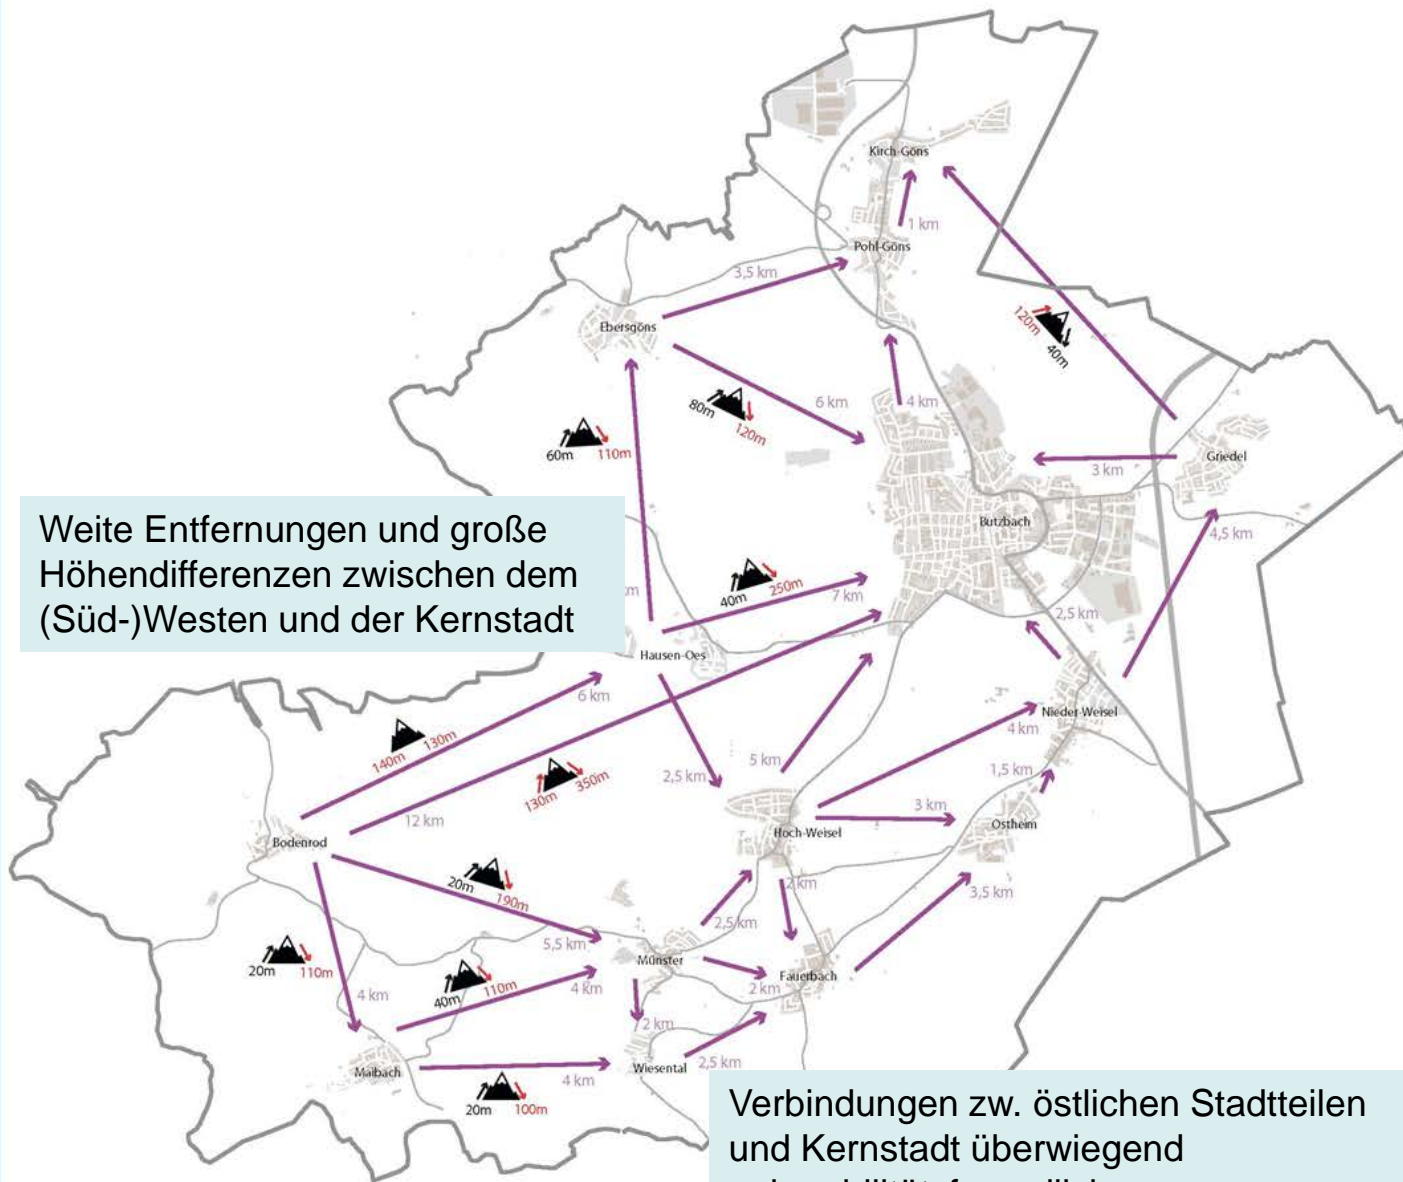 Kirch-Göns
1 km
Pohl-Göns
3,5 km
120m
40m
Ebersgöns
80m
120m
6 km
4 km
60m
110m
3 km
Griedel
Weite Entfernungen und große
Höhendifferenzen zwischen dem
(Süd-)Westen und der Kernstadt
Butzbach
4,5 km
40m
250m
7 km
2,5 km
Hausen-Oes
6 km
Nieder-Weisel
4 km
140m
130m
5 km
2,5 km
130m
350m
1,5 km
12 km
3 km
Bodenrod
Hoch-Weisel
Ostheim
20m
190m
2 km
3,5 km
2,5 km
5,5 km
20m
110m
Münster
Fauerbach
40m
110m
4 km
2 km
4 km
2 km
Maibach
Wiesental
2,5 km
4 km
20m
100m
Verbindungen zw. östlichen Stadtteilen
und Kernstadt überwiegend